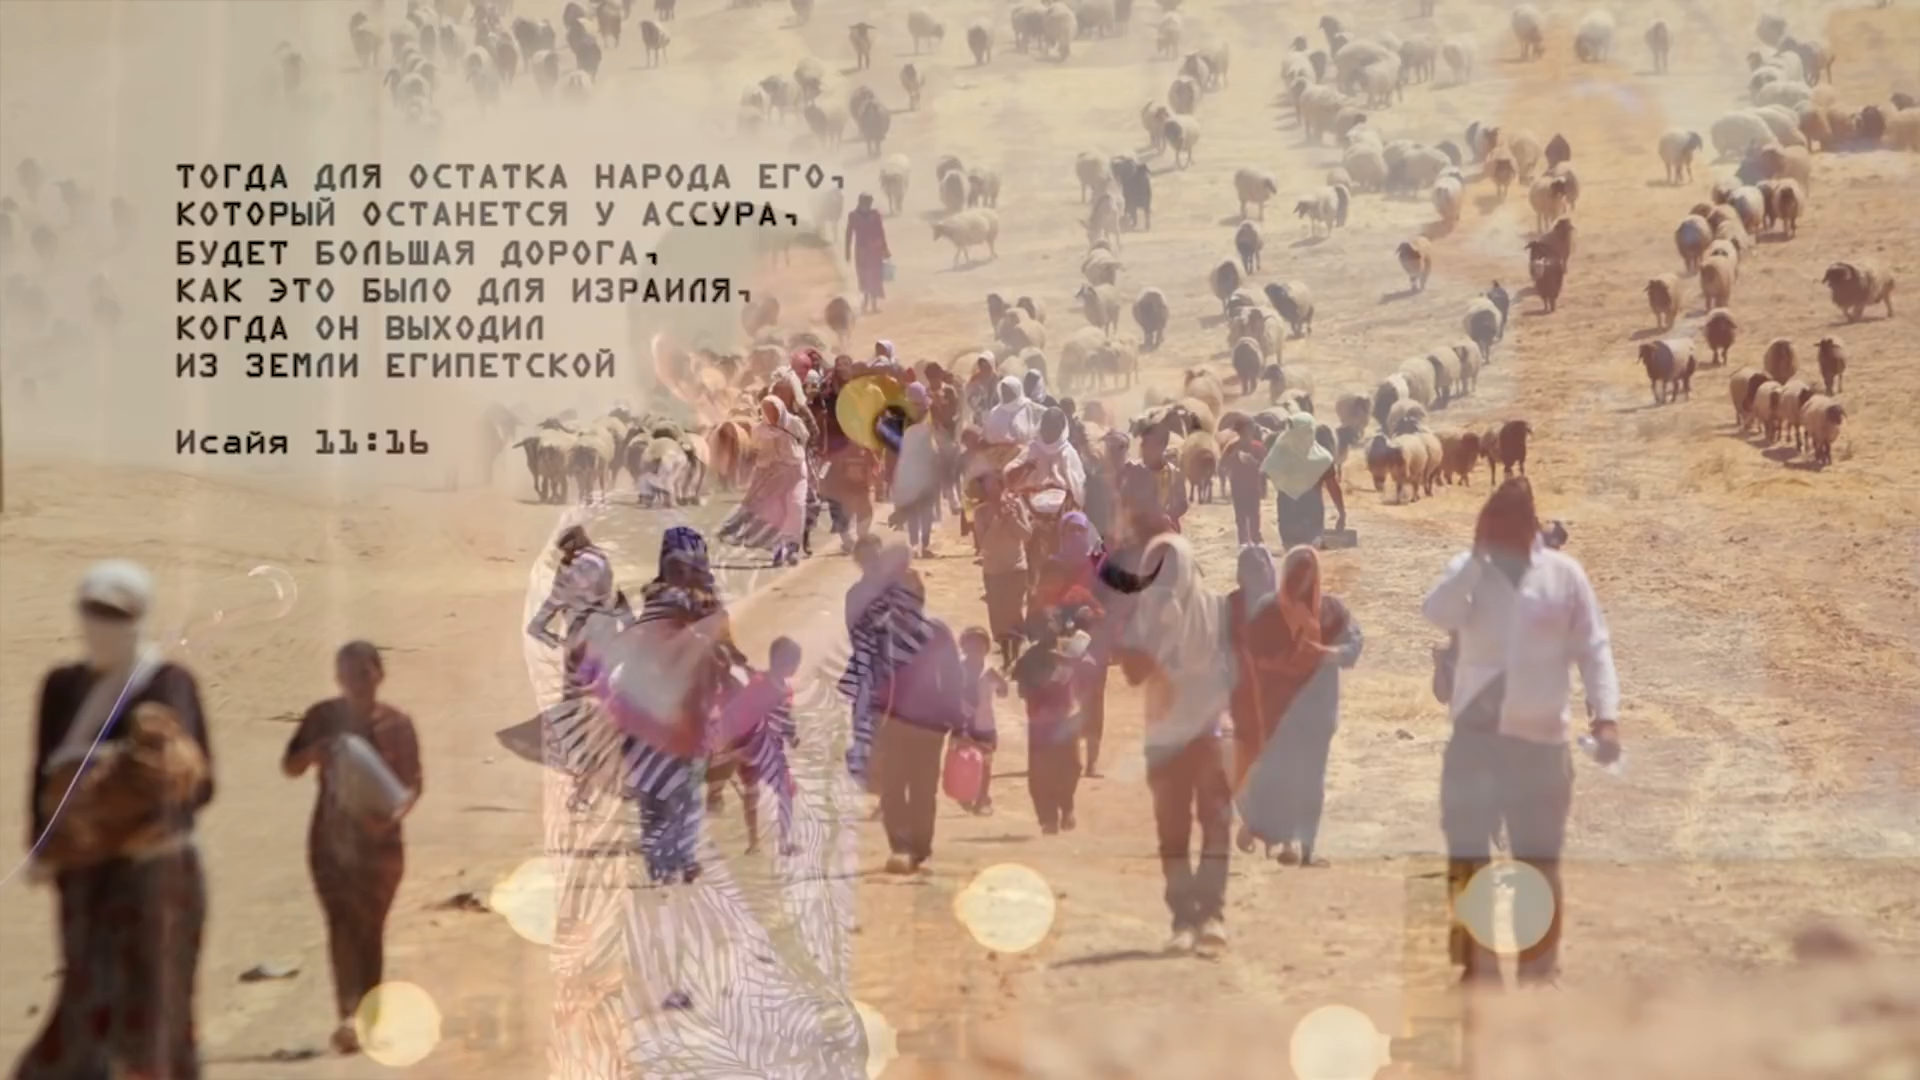 ТОГДА ДЛЯ ОСТАТКА НАРОДА ЕГО,
КОТОРЫЙ ОСТАНЕТСЯ У АССУРА,
БУДЕТ БОЛЬШАЯ ДОРОГА,
КАК ЭТО БЫЛО ДЛЯ ИЗРАИЛЯ,
КОГДА ОН ВЫХОДИЛ
ИЗ ЗЕМЛИ ЕГИПЕТСКОЙ
Исайя 11:16